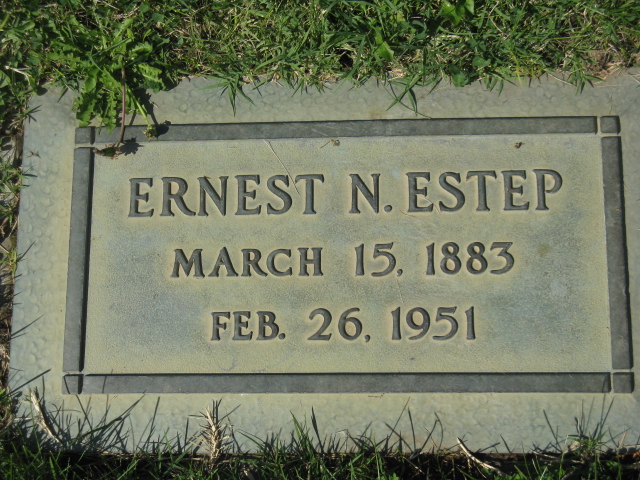 ERNEST N. ESTEP
MARCH 15, 1883
FEB. 26, 1951